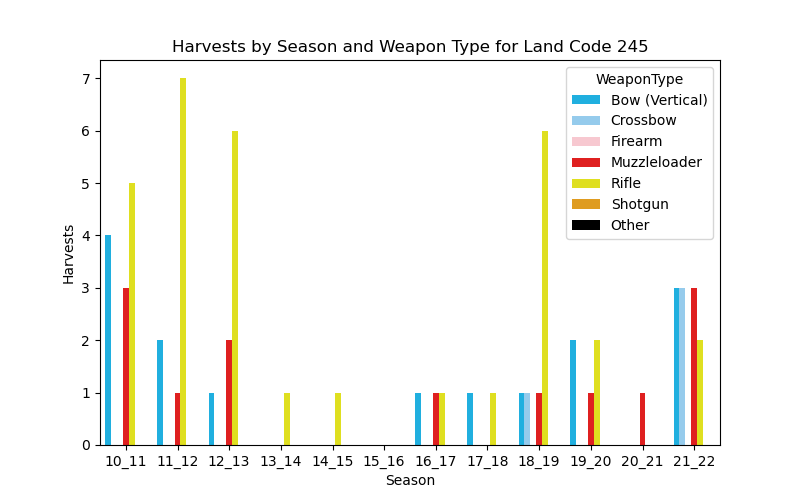 Harvests by Season and Weapon Type for Land Code 245
WeaponType
Bow (Vertical)
Crossbow
Firearm
Muzzleloader
Rifle
Shotgun
Other
Harvests
7
6
5
4
3
2
1
0
10_11 11_12 12_13 13_14 14_15 15_16 16_17 17_18 18_19 19_20 20_21 21_22
Season